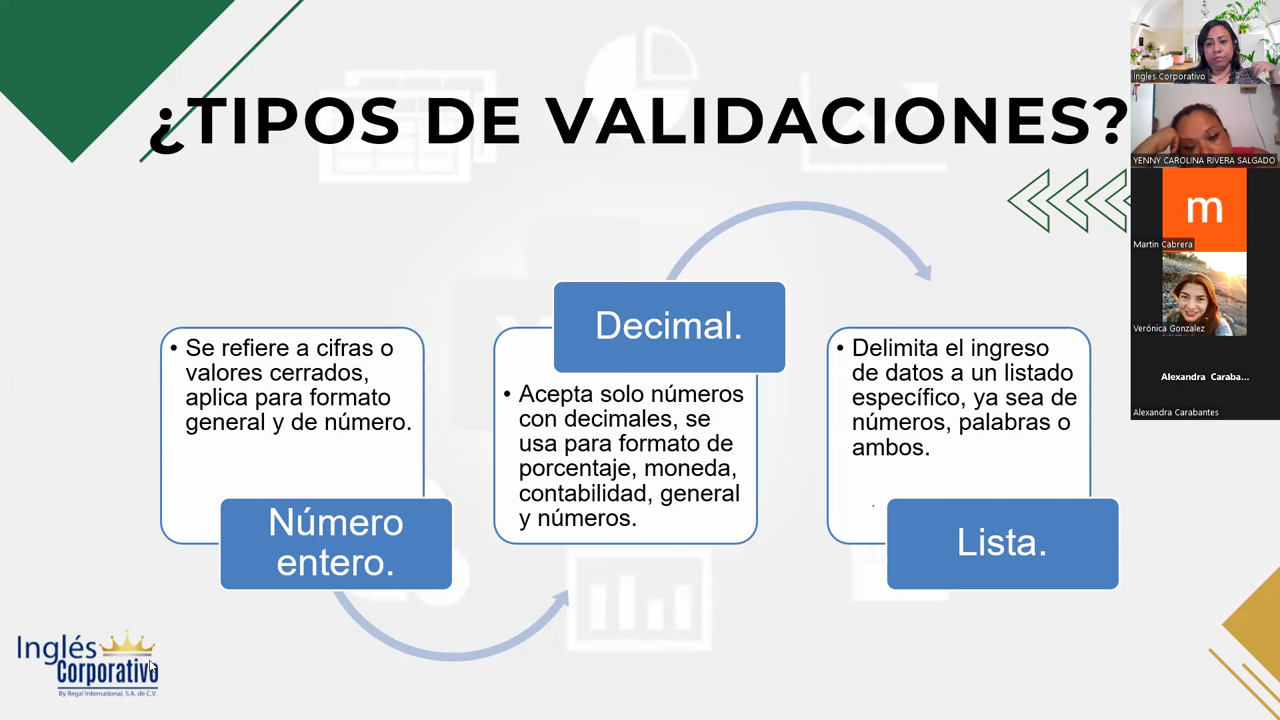 ¿TIPOS DE VALIDACIONES?
• Se refiere a cifras o
valores cerrados,
aplica para formato
general y de número.
Número
entero.
Decimal.
• Acepta solo números
con decimales, se
usa para formato de
porcentaje, moneda,
contabilidad, general
y números.
• Delimita el ingreso
de datos a un listado
específico, ya sea de
números, palabras o
ambos.
Lista.
Inglés
Corporativo
By Regal International, S.A. de C.V.
Inglés Corporativo
YENNY CAROLINA RIVERA SALGADO
m
Martin Cabrera
Verónica Gonzalez
Alexandra Caraba...
Alexandra Carabantes